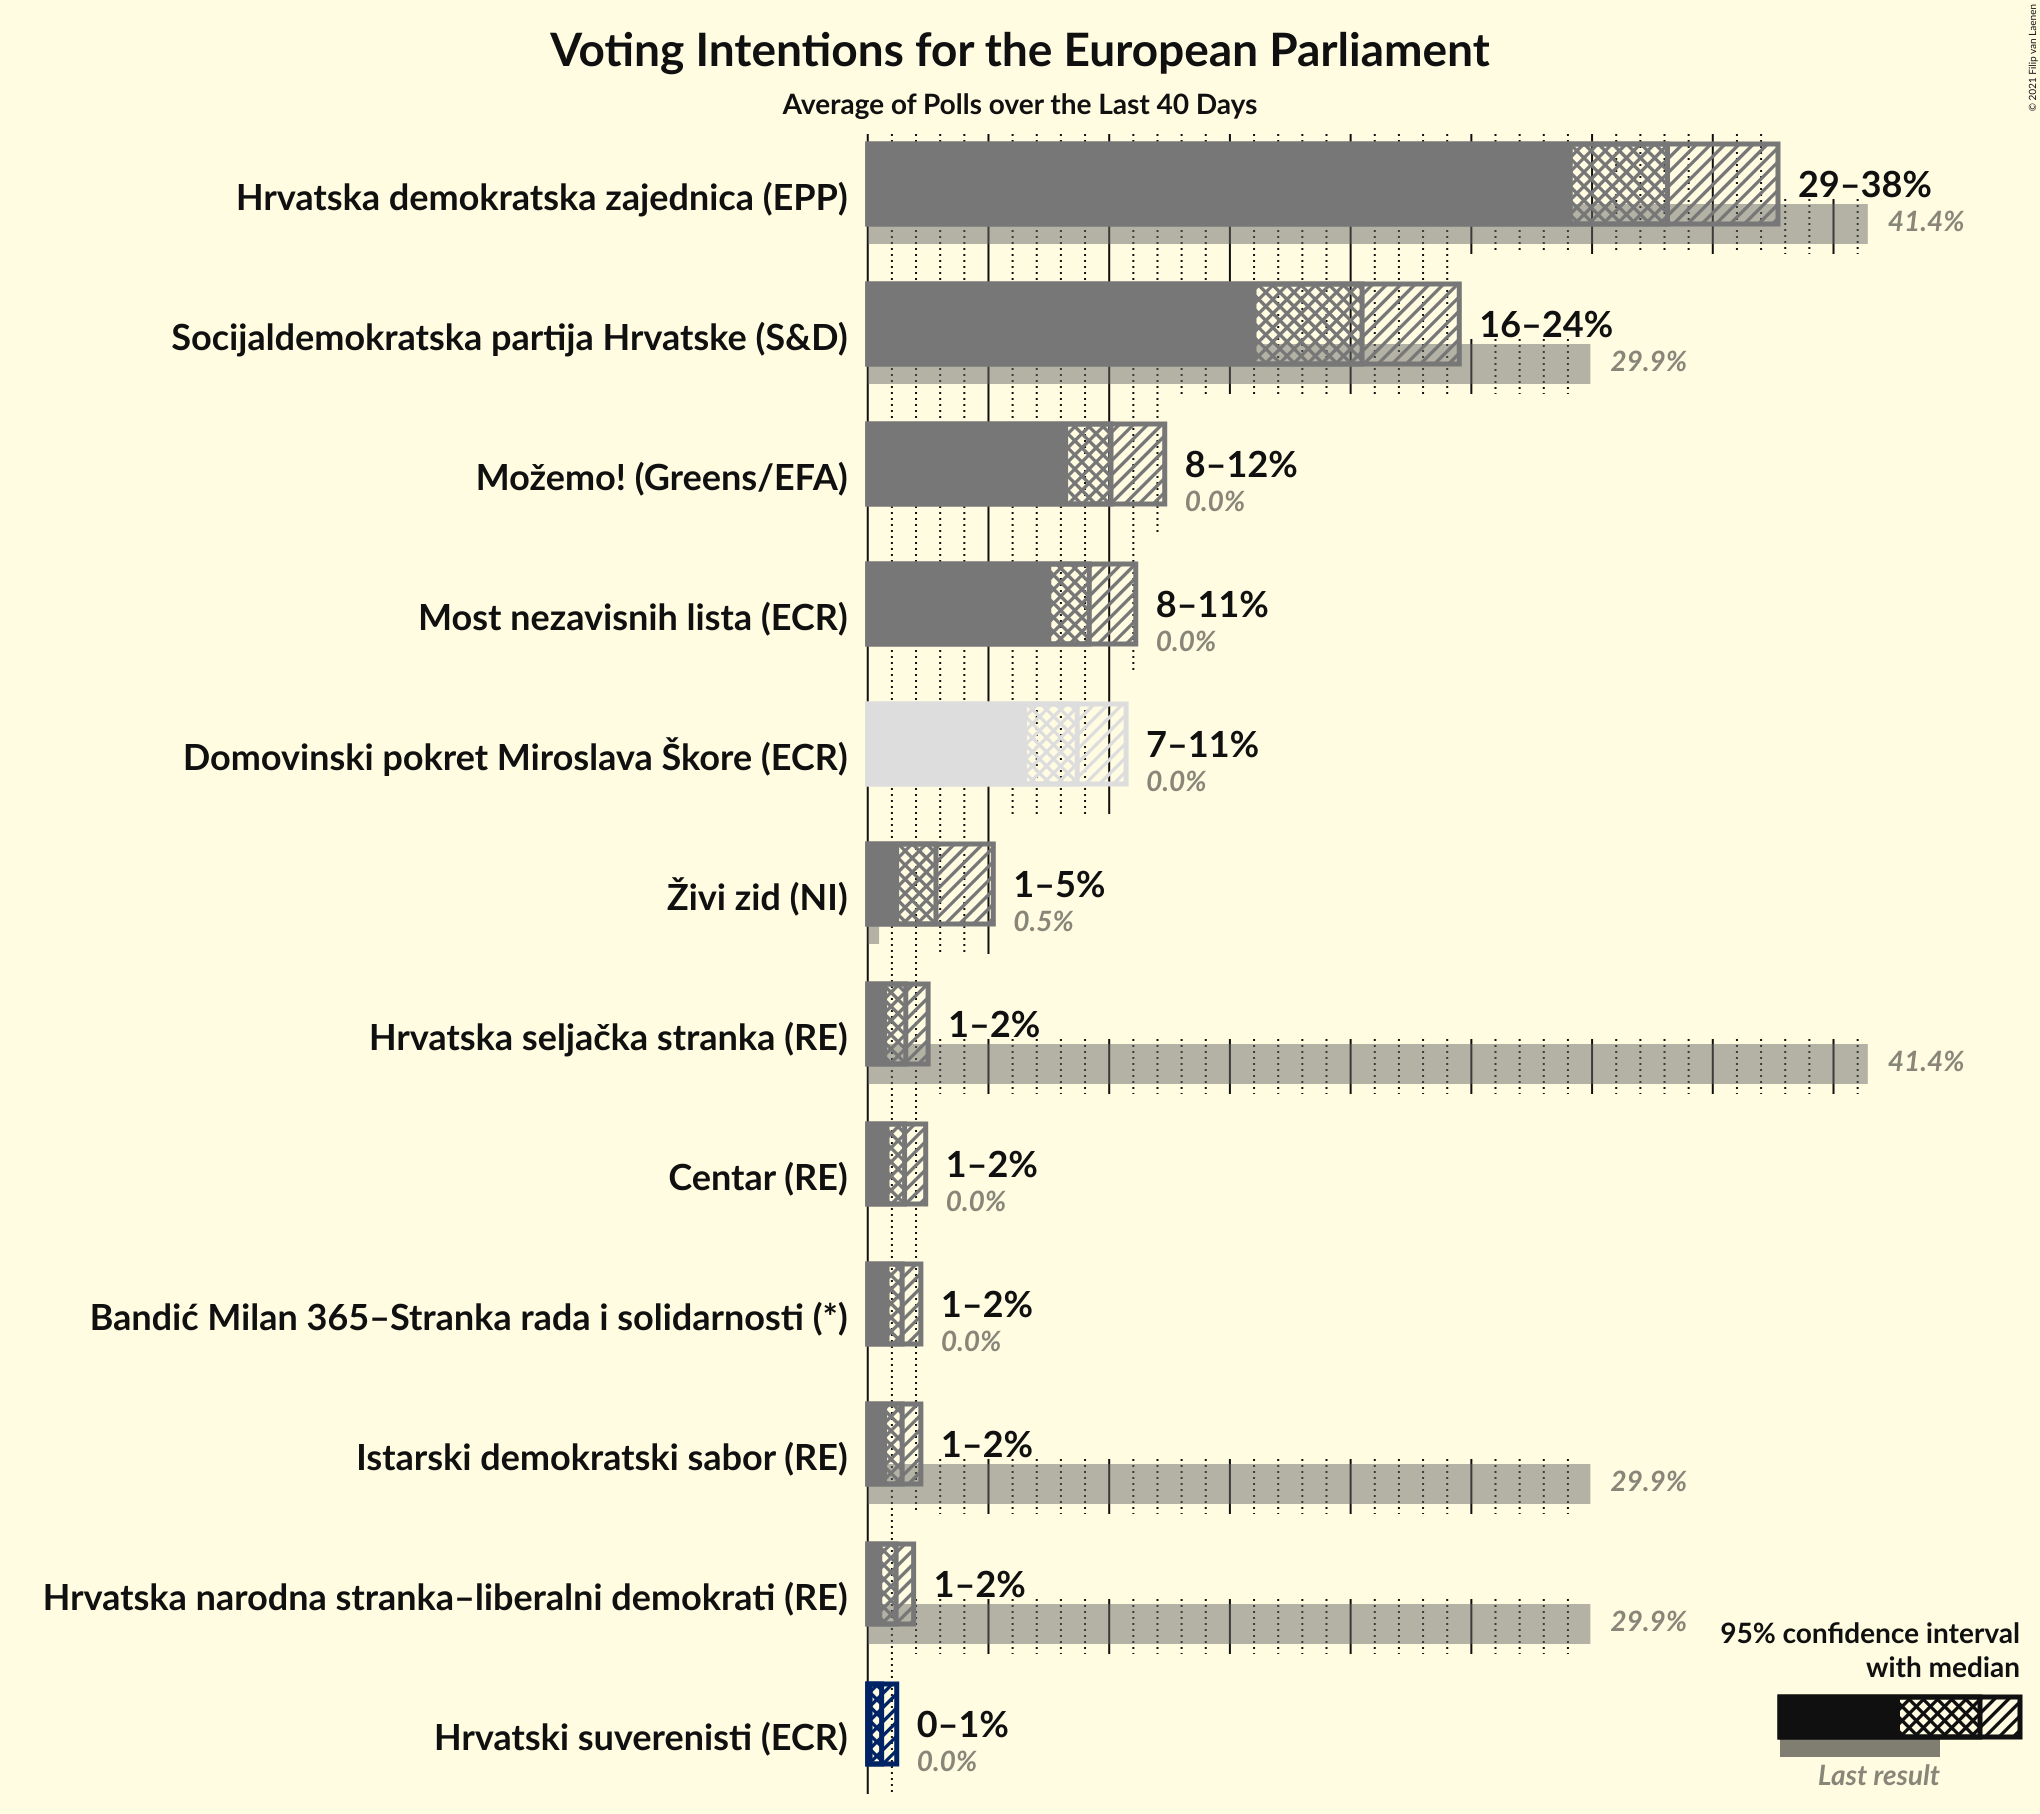 Voting Intentions for the European Parliament
Average of Polls over the Last 40 Days
© 2021 Filip van Laenen
Hrvatska demokratska zajednica (EPP)
29–38%
41.4%
Socijaldemokratska partija Hrvatske (S&D)
16–24%
29.9%
Možemo! (Greens/EFA)
8–12%
0.0%
Most nezavisnih lista (ECR)
8–11%
0.0%
Domovinski pokret Miroslava Škore (ECR)
7–11%
0.0%
Živi zid (NI)
1–5%
0.5%
Hrvatska seljačka stranka (RE)
1–2%
41.4%
Centar (RE)
1–2%
0.0%
Bandić Milan 365–Stranka rada i solidarnosti (*)
1–2%
0.0%
Istarski demokratski sabor (RE)
1–2%
29.9%
Hrvatska narodna stranka–liberalni demokrati (RE)
1–2%
29.9%
Hrvatski suverenisti (ECR)
0–1%
0.0%
95% confidence interval
with median
Last result